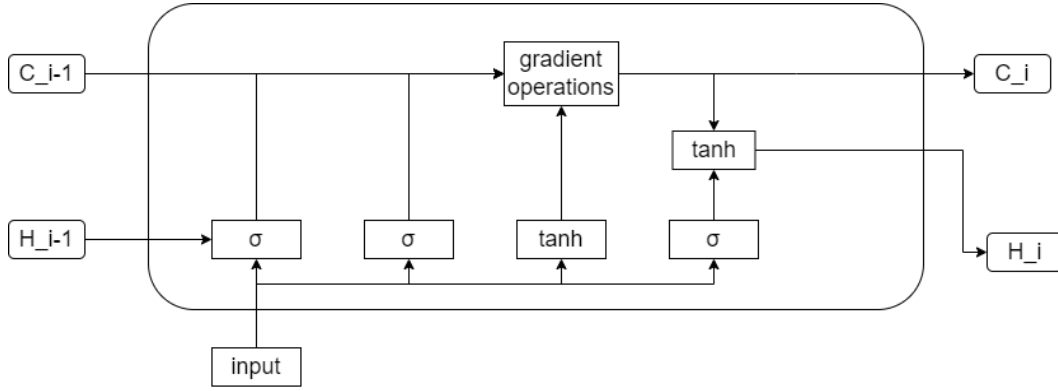 C_i-1
gradient
operations
C_i
tanh
H_i-1
σ
σ
tanh
σ
H_i
input